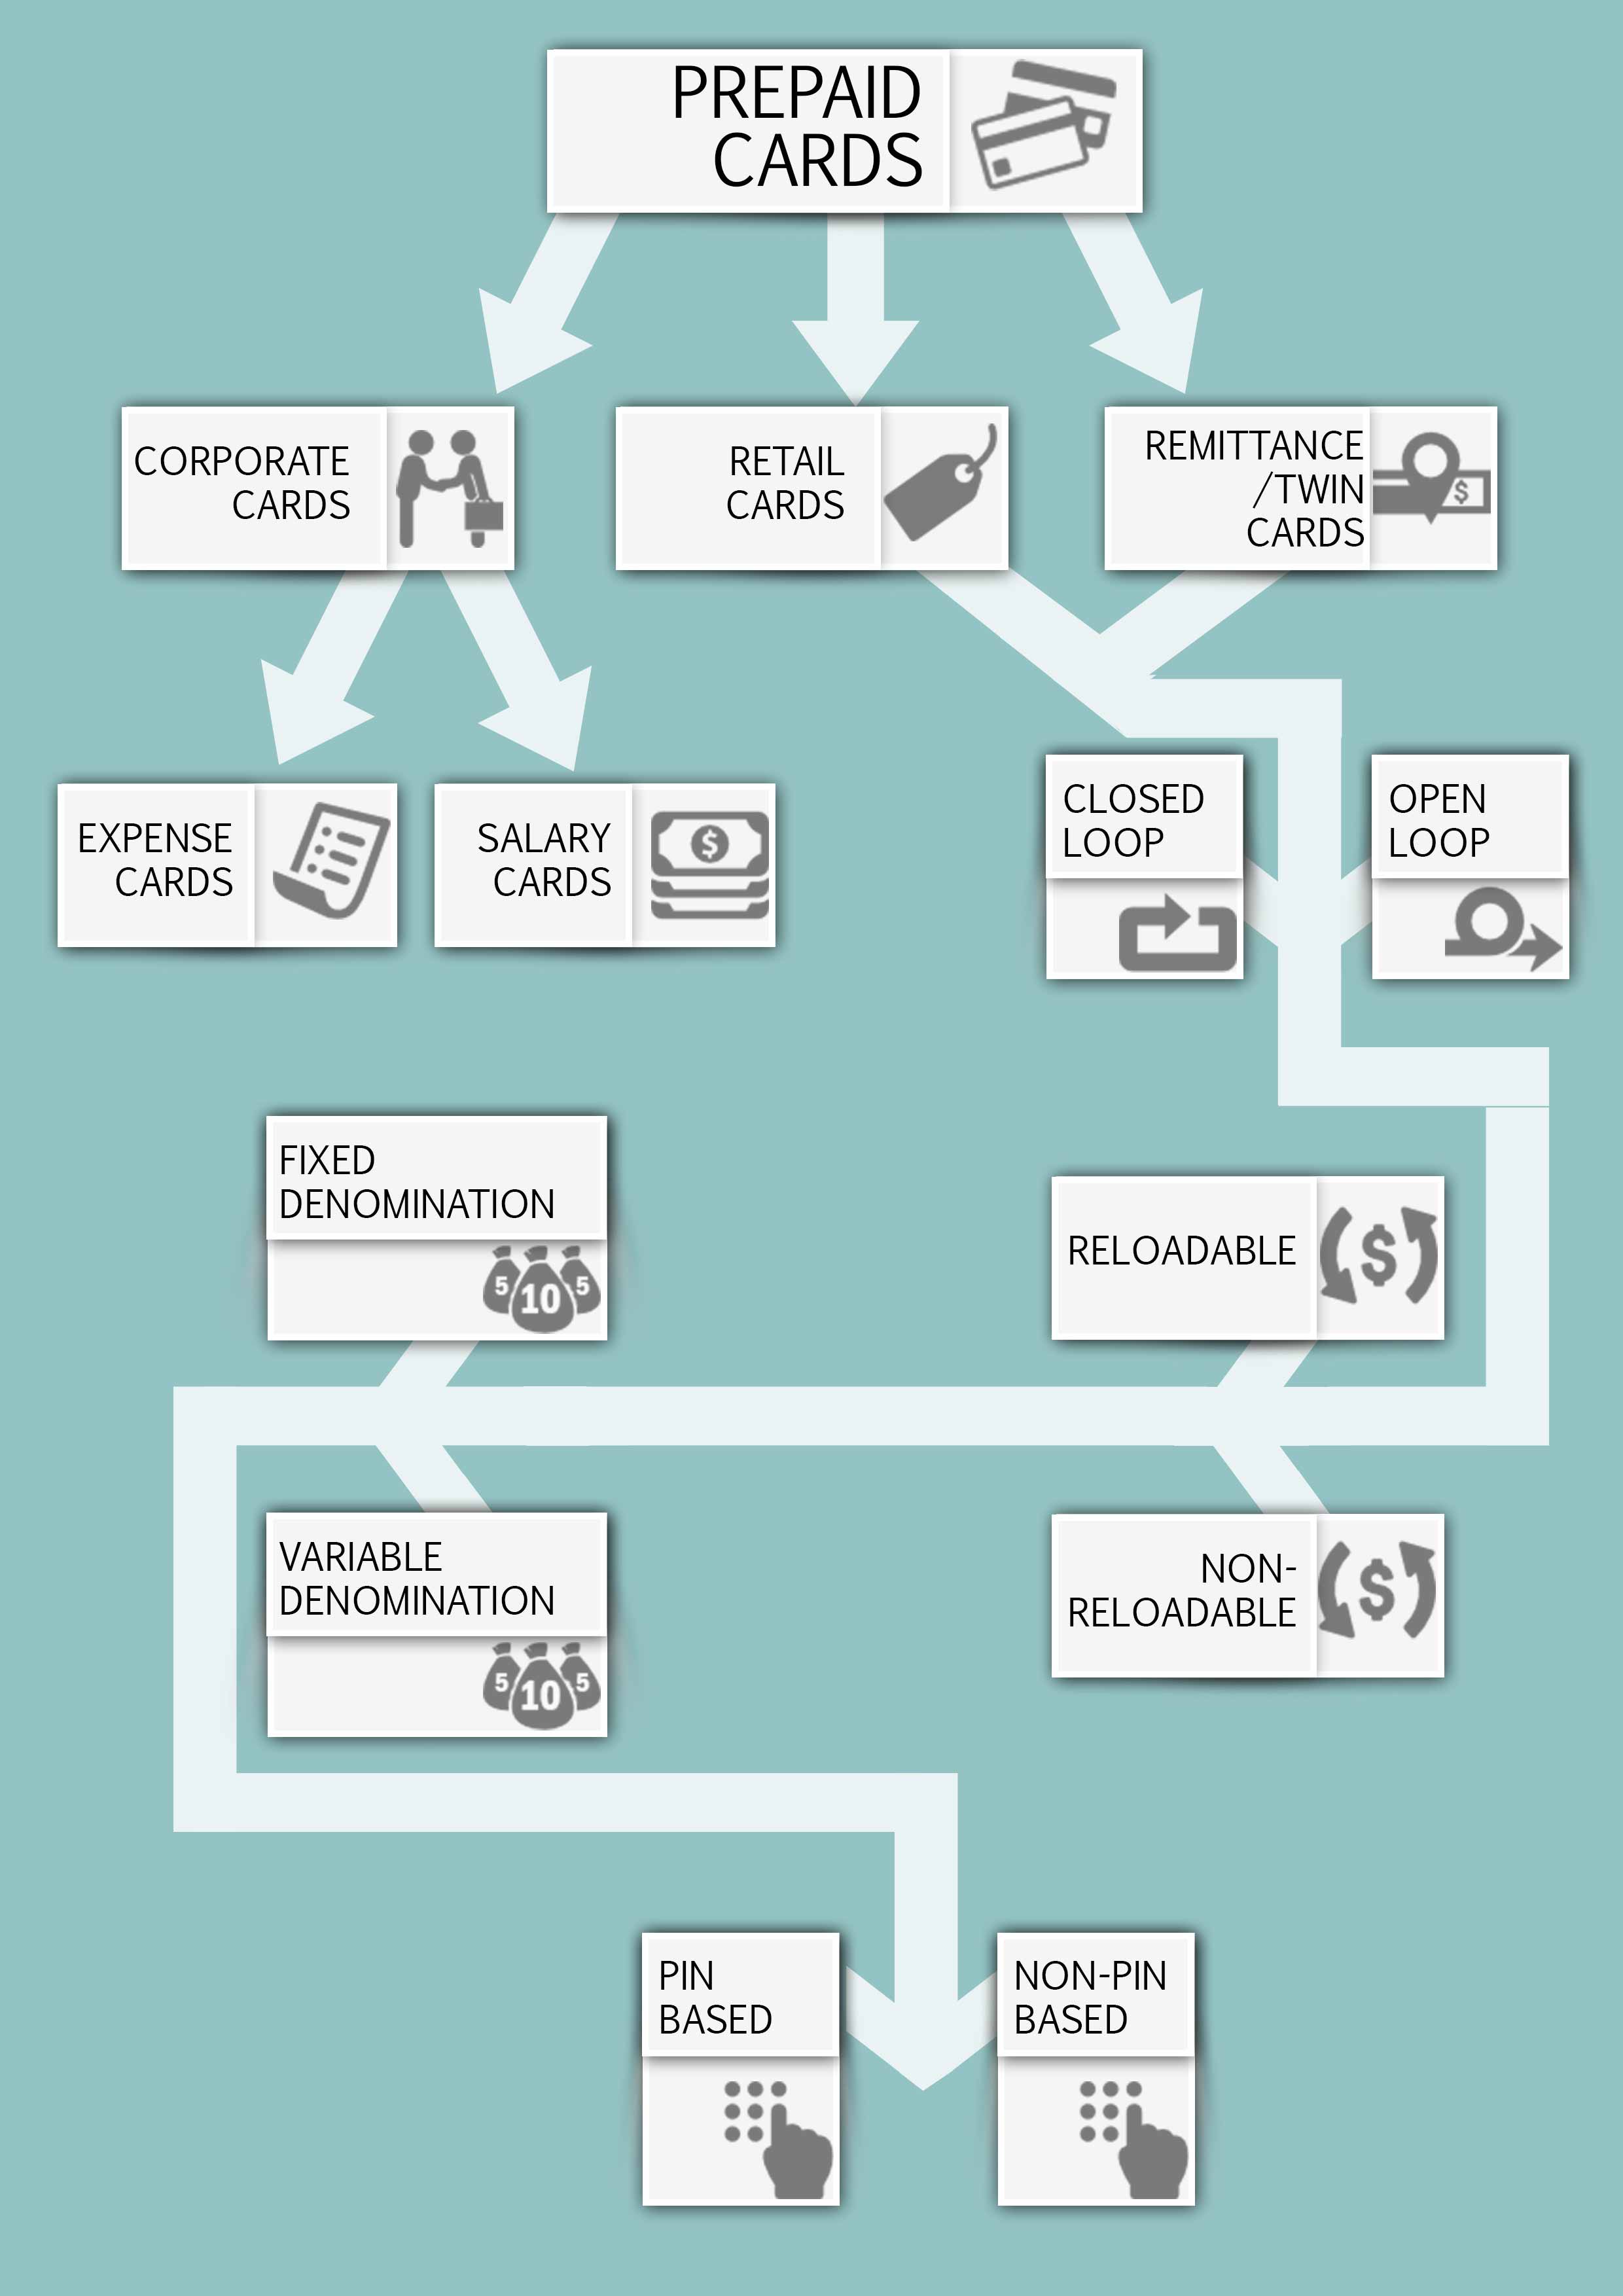 PREPAID
CARDS
CORPORATE
CARDS
RETAIL
CARDS
REMITTANCE
/TWIN
CARDS
$
EXPENSE
CARDS
SALARY
CARDS
$
CLOSED
LOOP
OPEN
LOOP
FIXED
DENOMINATION
5 10 5
RELOADABLE
$
VARIABLE
DENOMINATION
5 10 5
NON-
RELOADABLE
$
PIN
BASED
NON-PIN
BASED